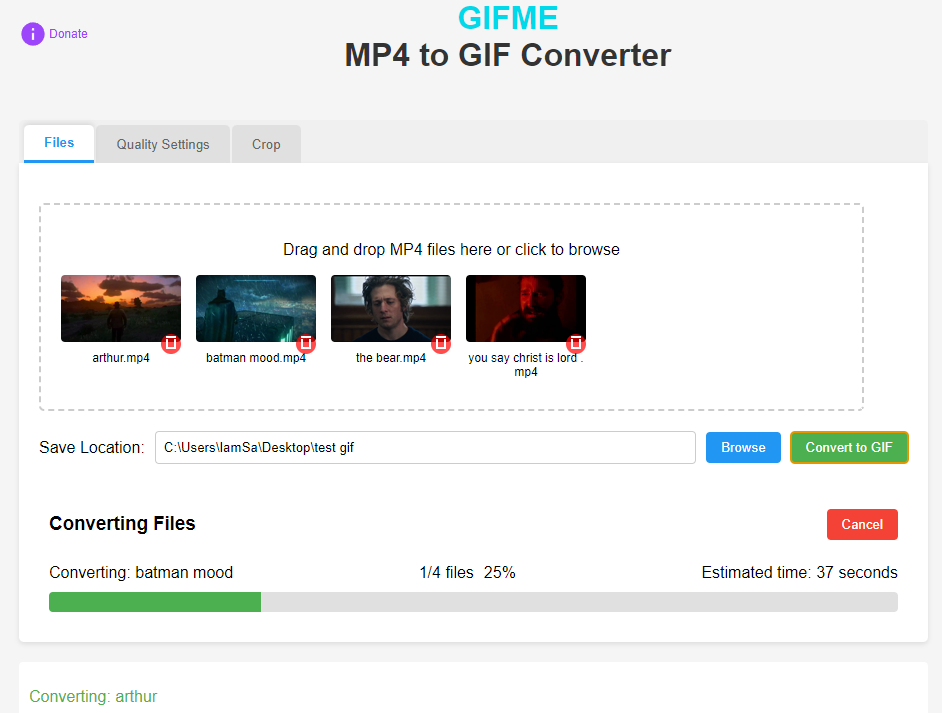 i Donate
GIFME
MP4 to GIF Converter
Files Quality Settings Crop
Drag and drop MP4 files here or click to browse
arthur.mp4 batman mood.mp4 the bear.mp4 you say christ is lord .
mp4
Save Location: C:\Users\IamSa\Desktop\test gif Browse Convert to GIF
Converting Files Cancel
Converting: batman mood 1/4 files 25% Estimated time: 37 seconds
Converting: arthur